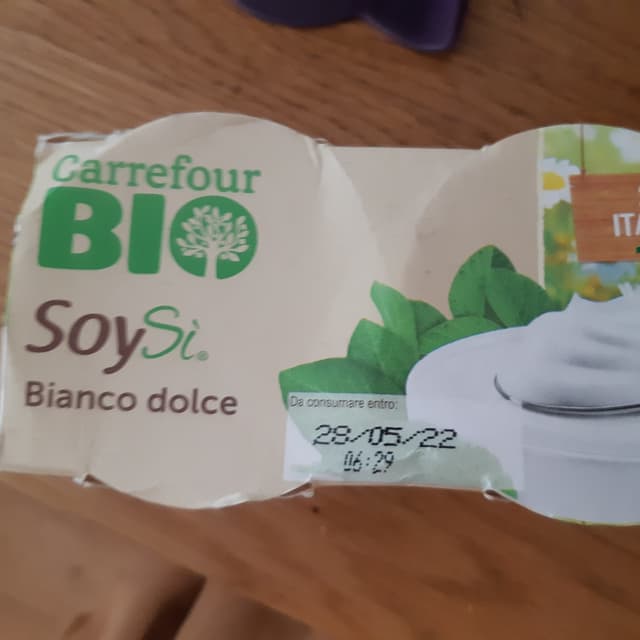 Carrefour
BIO
SoySì®
Bianco dolce
Da consumare entro:
28/05/22
06:29